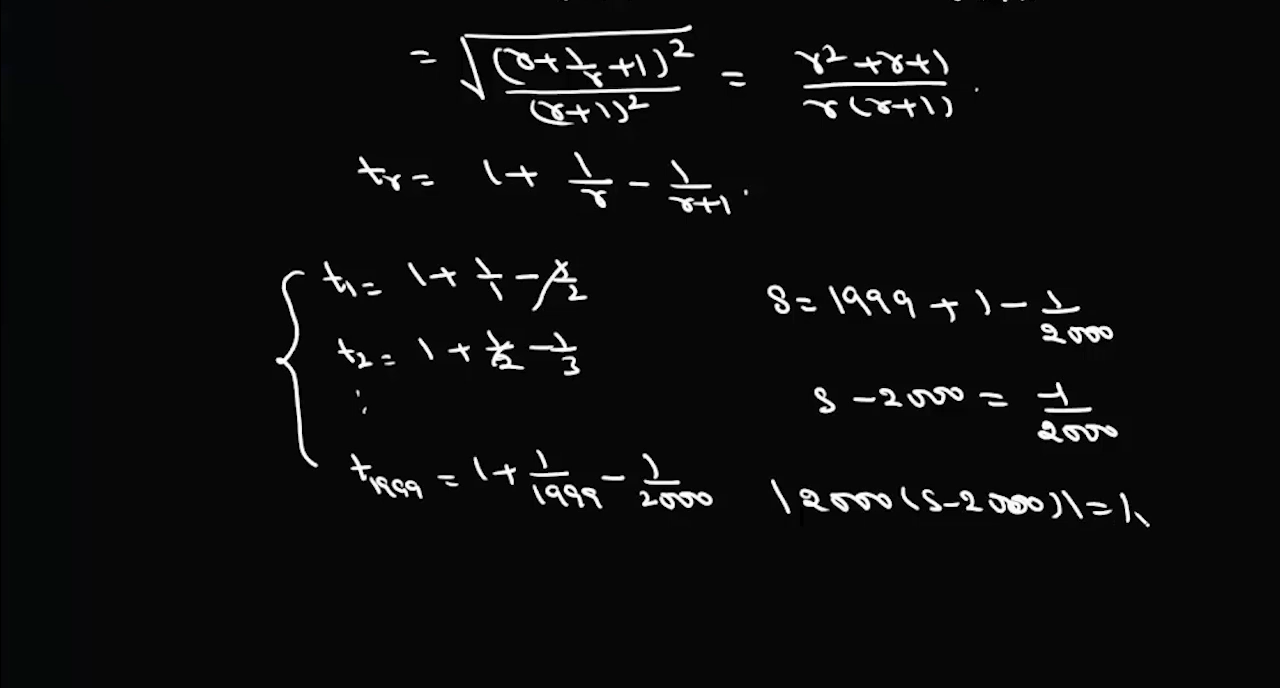 = √((r+1/r+1)²/(r+1)²) = (r²+r+1)/(r(r+1)).
tr = 1 + 1/r - 1/(r+1).
t1 = 1 + 1/1 - 1/2
t2 = 1 + 1/2 - 1/3
⋮
t1999 = 1 + 1/1999 - 1/2000
S = 1999 + 1 - 1/2000
S - 2000 = -1/2000
|2000(S-2000)| = 1